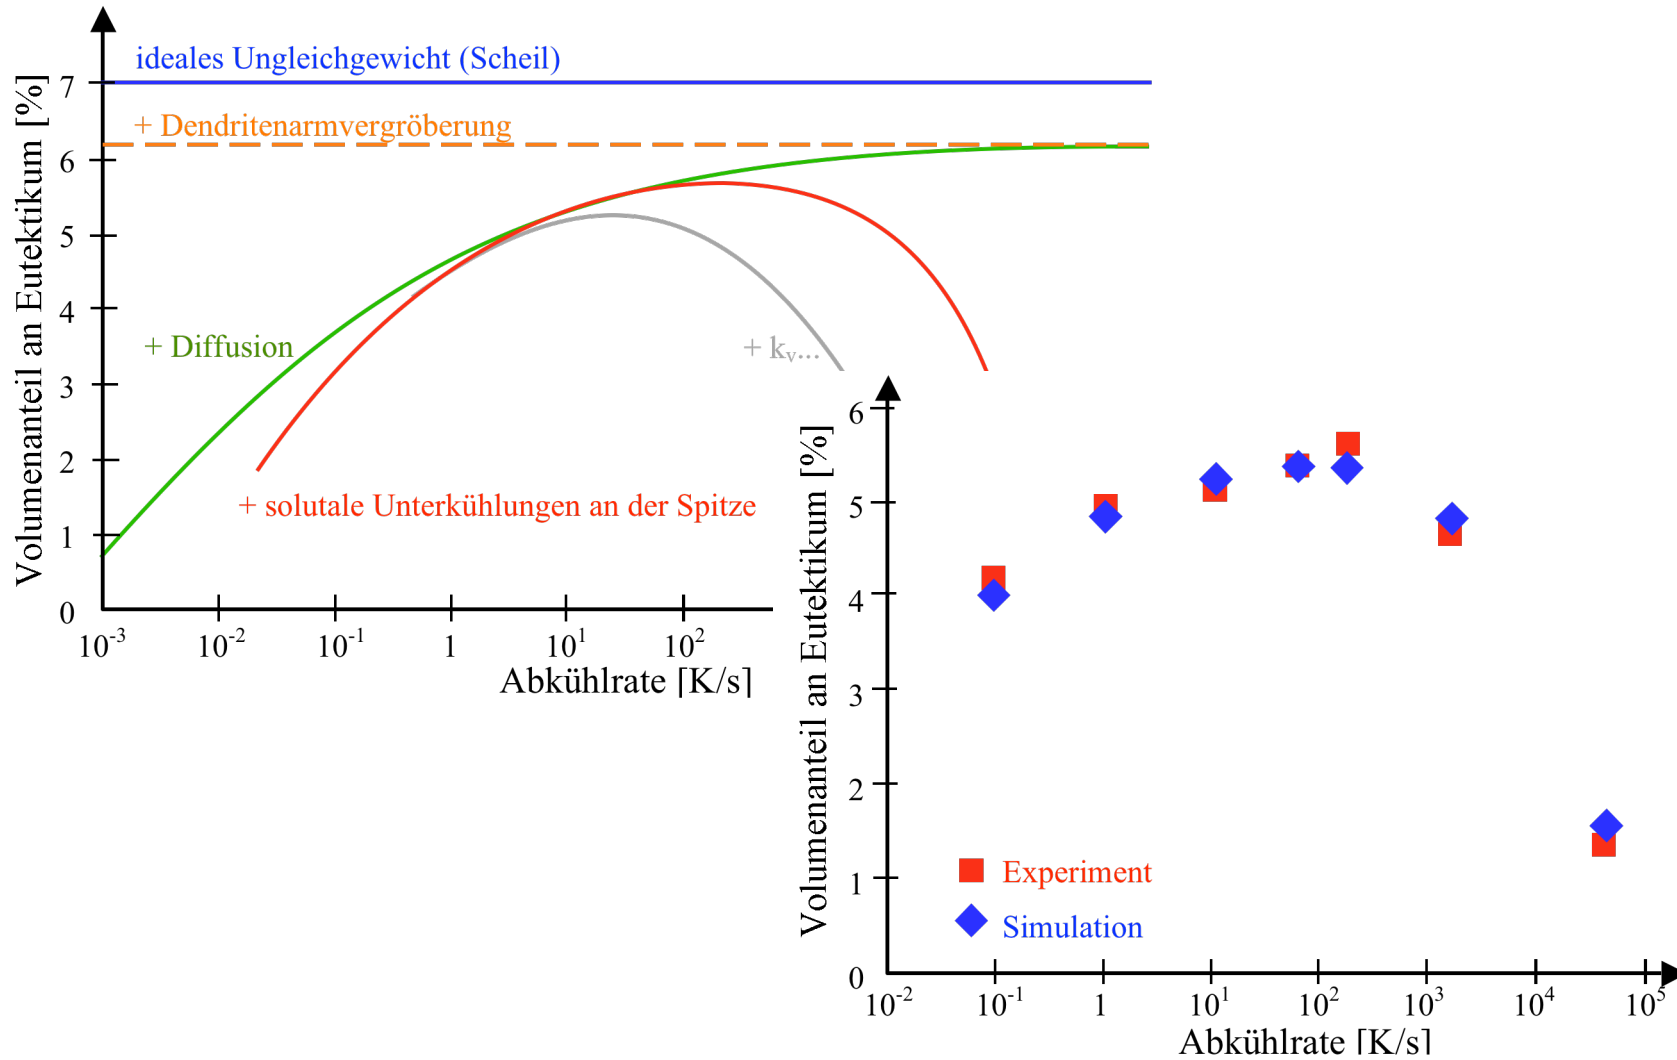 Volumenanteil an Eutektikum [%]
ideales Ungleichgewicht (Scheil)
7
+ Dendritenarmvergröberung
6
5
4
+ Diffusion
+ kᵥ...
3
2
+ solutale Unterkühlungen an der Spitze
1
0
10⁻³ 10⁻² 10⁻¹ 1 10¹ 10²
Abkühlrate [K/s]
Volumenanteil an Eutektikum [%]
6
5
4
3
2
1
0
Experiment
Simulation
10⁻² 10⁻¹ 1 10¹ 10² 10³ 10⁴ 10⁵
Abkühlrate [K/s]